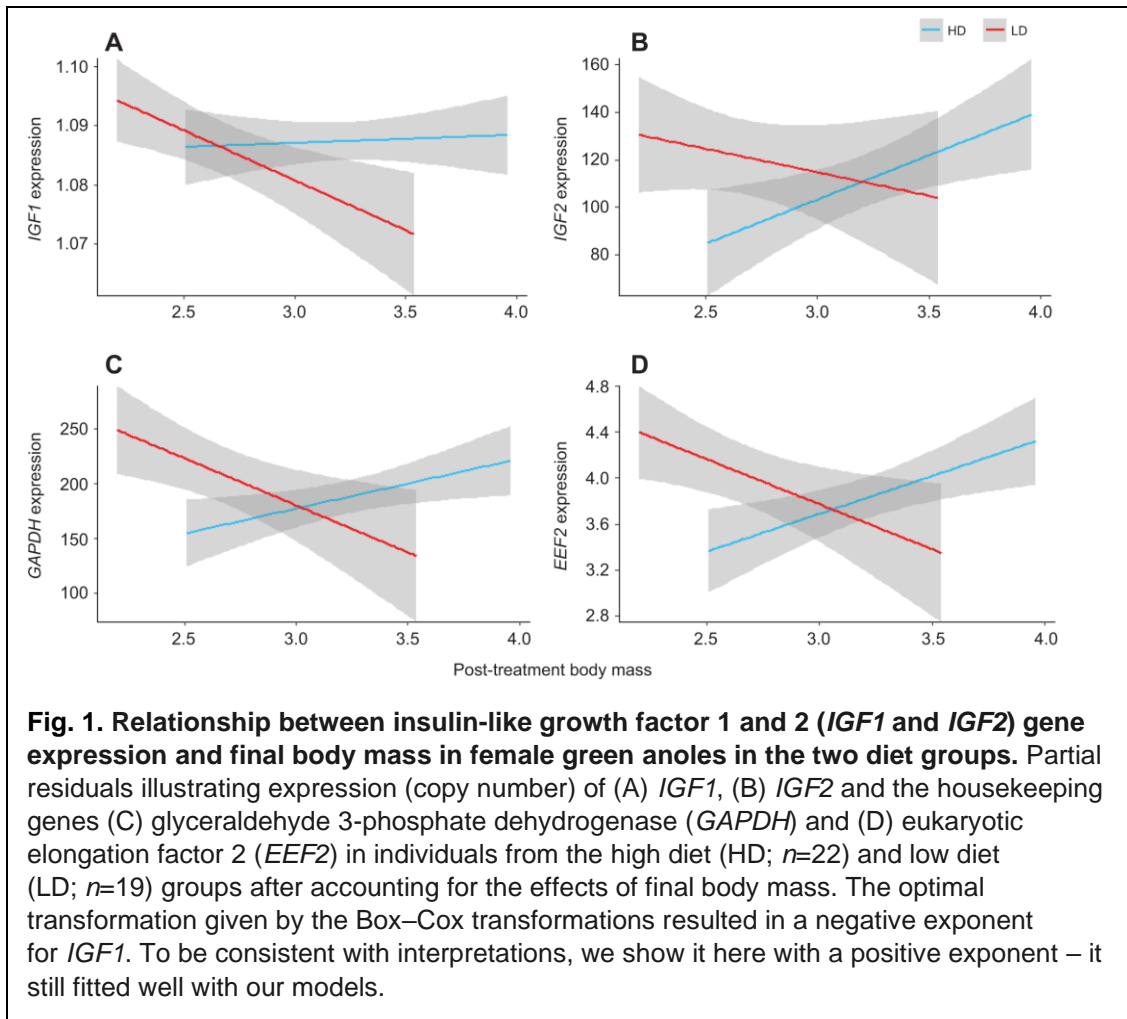 HD LD
A
B
1.10
1.09
1.08
1.07
IGF1 expression
2.5 3.0 3.5 4.0
160
140
120
100
80
IGF2 expression
2.5 3.0 3.5 4.0
C
D
250
200
150
100
GAPDH expression
2.5 3.0 3.5 4.0
4.8
4.4
4.0
3.6
3.2
2.8
EEF2 expression
2.5 3.0 3.5 4.0
Post-treatment body mass
Fig. 1. Relationship between insulin-like growth factor 1 and 2 (IGF1 and IGF2) gene
expression and final body mass in female green anoles in the two diet groups. Partial
residuals illustrating expression (copy number) of (A) IGF1, (B) IGF2 and the housekeeping
genes (C) glyceraldehyde 3-phosphate dehydrogenase (GAPDH) and (D) eukaryotic
elongation factor 2 (EEF2) in individuals from the high diet (HD; n=22) and low diet
(LD; n=19) groups after accounting for the effects of final body mass. The optimal
transformation given by the Box–Cox transformations resulted in a negative exponent
for IGF1. To be consistent with interpretations, we show it here with a positive exponent – it
still fitted well with our models.